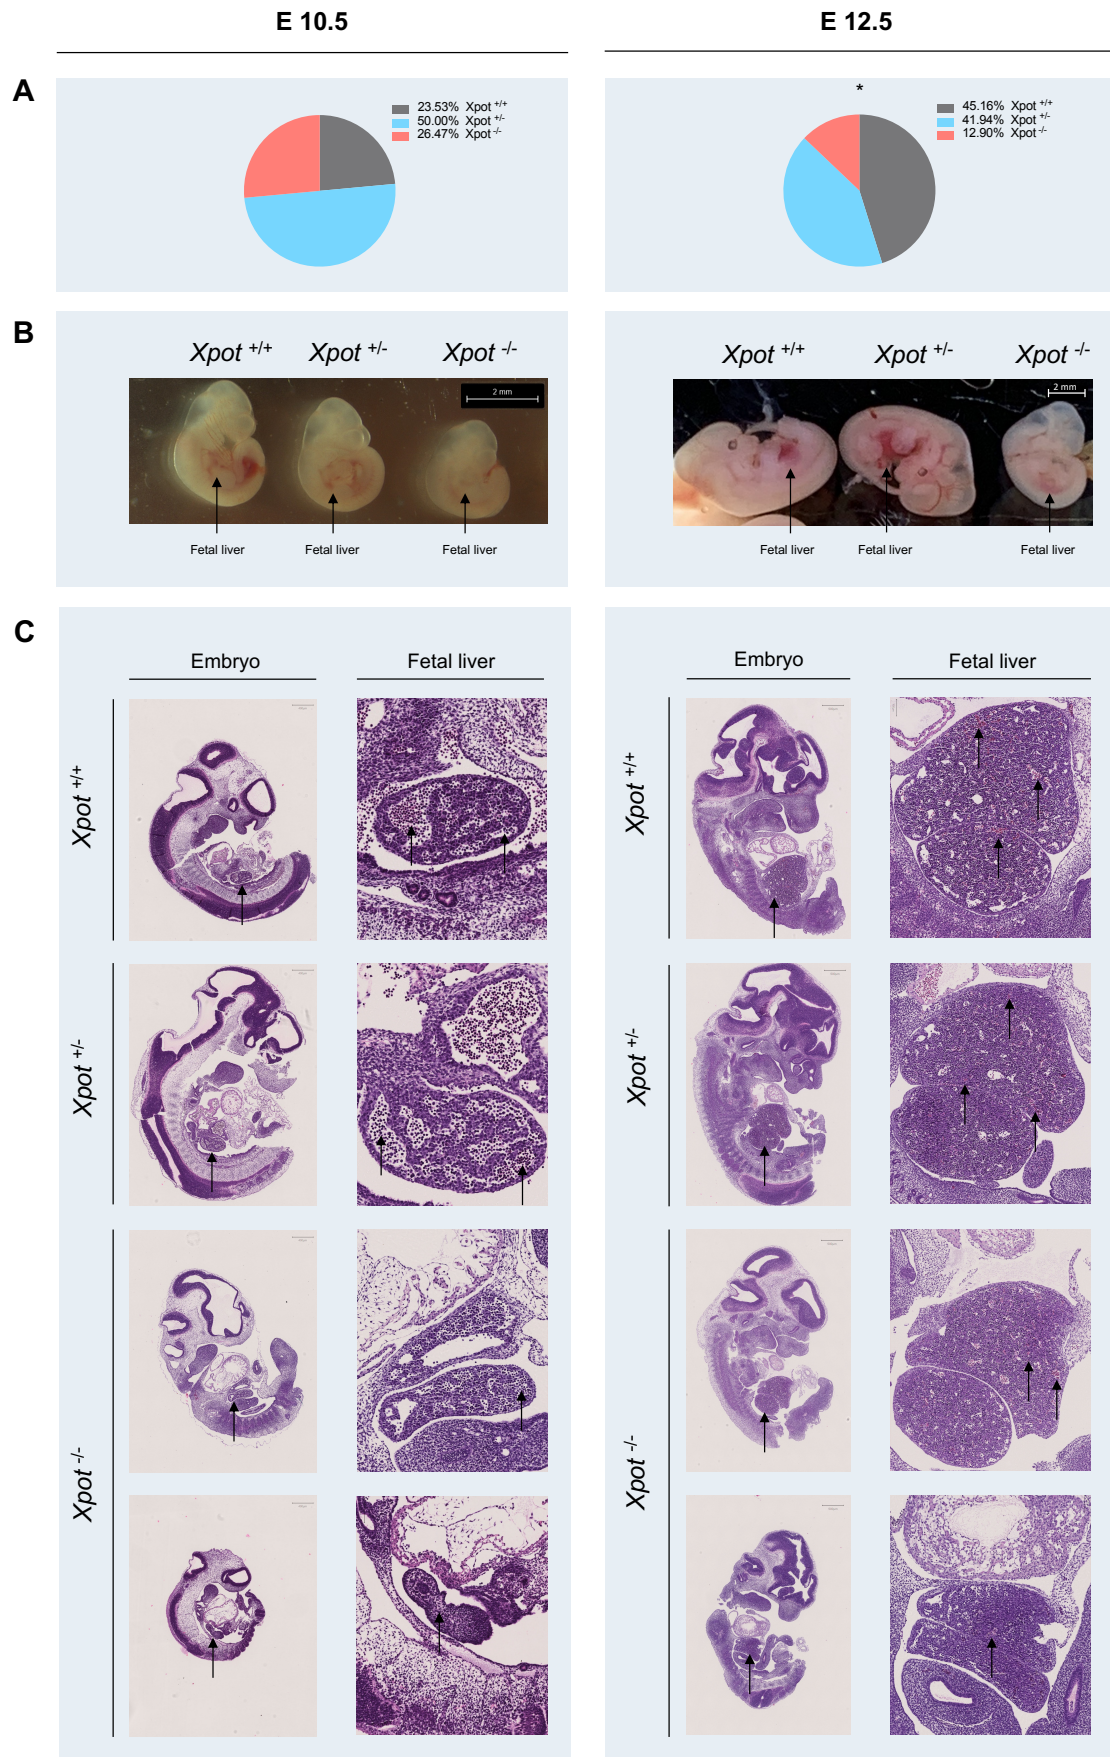 E 10.5
E 12.5
A
23.53% Xpot +/+
50.00% Xpot +/-
26.47% Xpot -/-
*
45.16% Xpot +/+
41.94% Xpot +/-
12.90% Xpot -/-
B
Xpot +/+ Xpot +/- Xpot -/-
2 mm
Fetal liver Fetal liver Fetal liver
Xpot +/+ Xpot +/- Xpot -/-
2 mm
Fetal liver Fetal liver Fetal liver
C
Embryo Fetal liver
Embryo Fetal liver
Xpot +/+
Xpot +/+
Xpot +/-
Xpot +/-
Xpot -/-
Xpot -/-